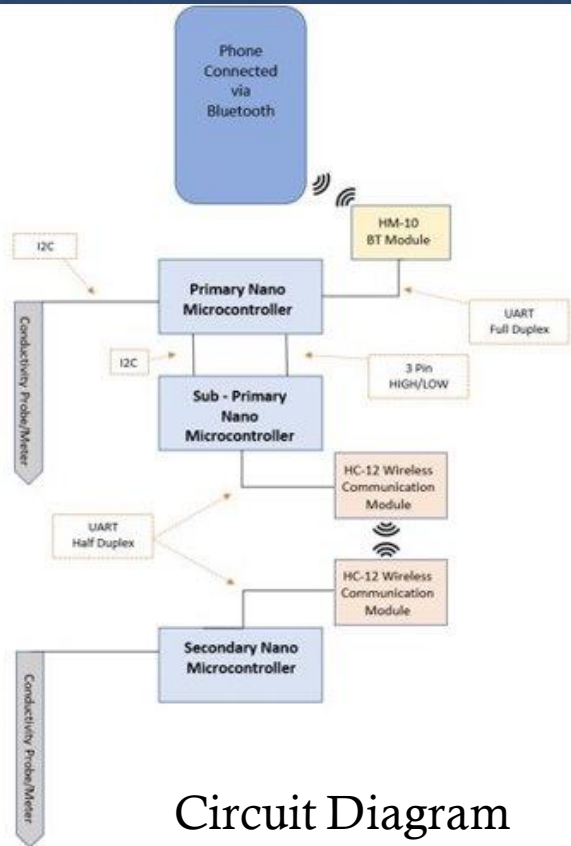 Phone
Connected
via
Bluetooth
HM-10
BT Module
I2C
Primary Nano
Microcontroller
UART
Full Duplex
Conductivity Probe/Meter
I2C
3 Pin
HIGH/LOW
Sub - Primary
Nano
Microcontroller
HC-12 Wireless
Communication
Module
UART
Half Duplex
HC-12 Wireless
Communication
Module
Secondary Nano
Microcontroller
Conductivity Probe/Meter
Circuit Diagram